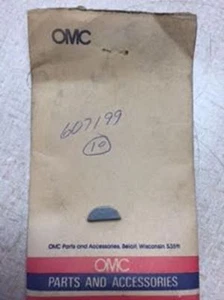 OMC
607199
10
OMC Parts and Accessories, Beloit, Wisconsin 53511
OMC
PARTS AND ACCESSORIES